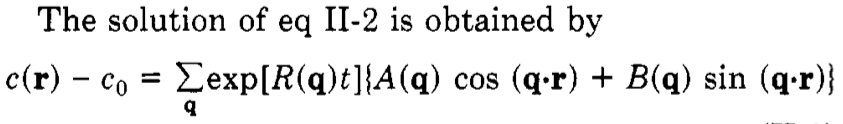 The solution of eq II-2 is obtained by
c(r) − c₀ = ∑exp[R(q)t]{A(q) cos (q·r) + B(q) sin (q·r)}
q